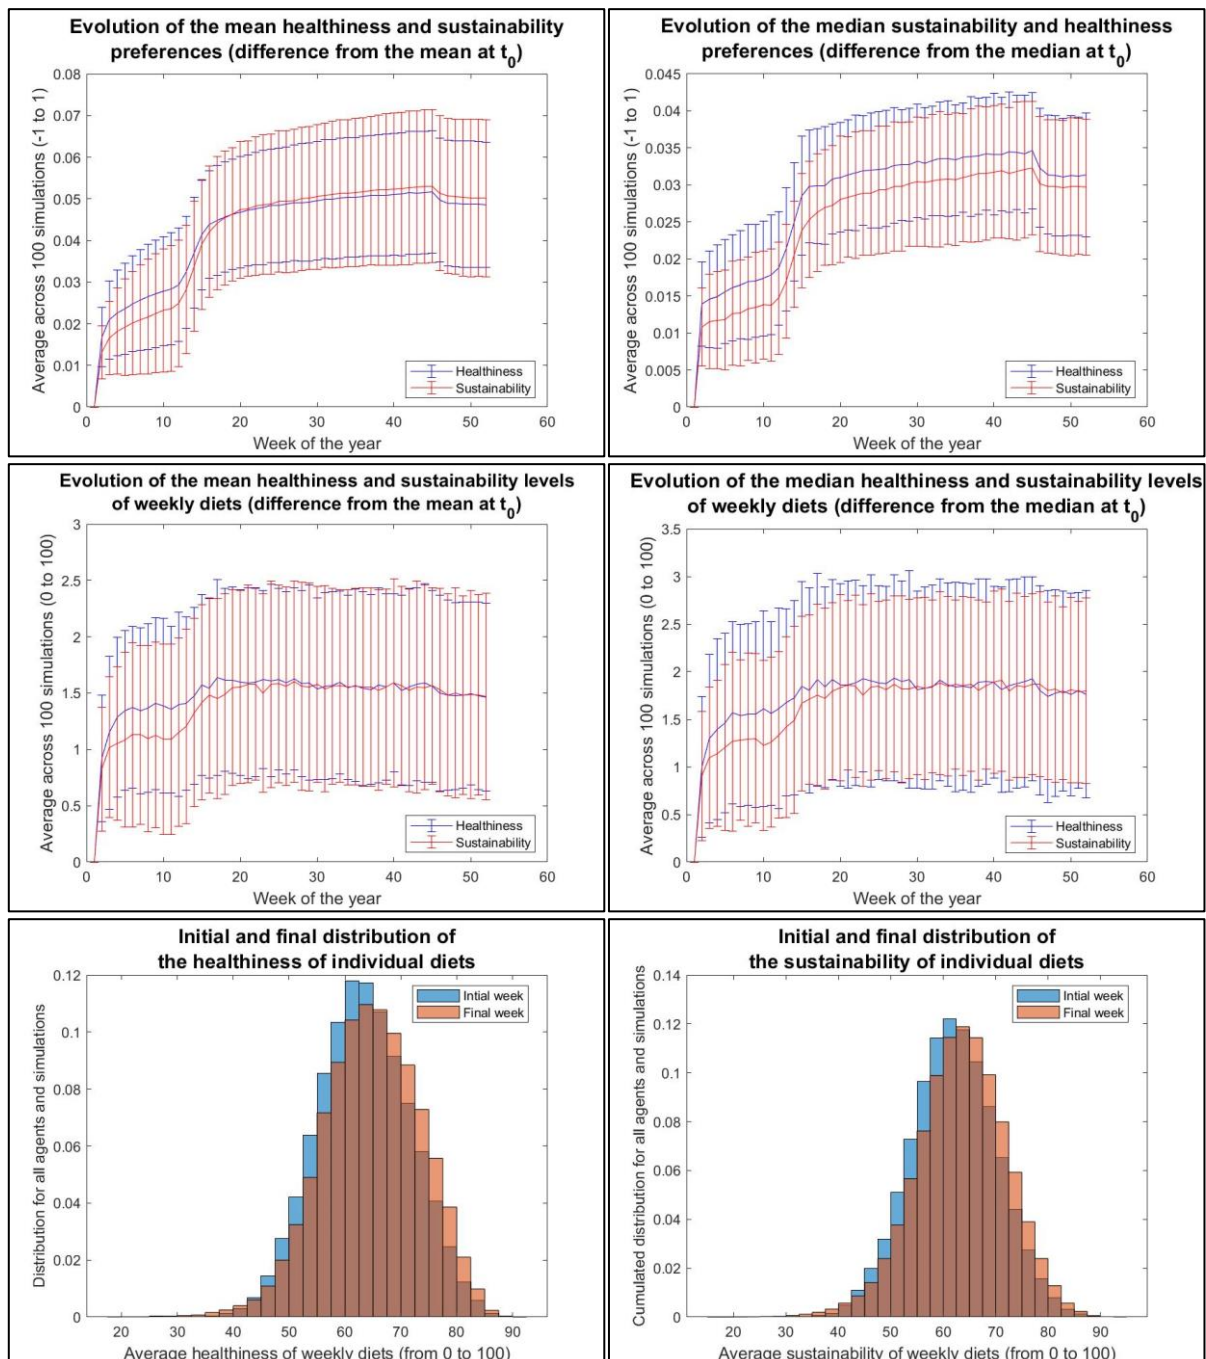 Evolution of the mean healthiness and sustainability
preferences (difference from the mean at t0)
0.08
0.07
0.06
0.05
0.04
0.03
0.02
0.01
0
Average across 100 simulations (-1 to 1)
Healthiness
Sustainability
0 10 20 30 40 50 60
Week of the year
Evolution of the median sustainability and healthiness
preferences (difference from the median at t0)
0.045
0.04
0.035
0.03
0.025
0.02
0.015
0.01
0.005
0
Average across 100 simulations (-1 to 1)
Healthiness
Sustainability
0 10 20 30 40 50 60
Week of the year
Evolution of the mean healthiness and sustainability levels
of weekly diets (difference from the mean at t0)
3
2.5
2
1.5
1
0.5
0
Average across 100 simulations (0 to 100)
Healthiness
Sustainability
0 10 20 30 40 50 60
Week of the year
Evolution of the median healthiness and sustainability levels
of weekly diets (difference from the median at t0)
3.5
3
2.5
2
1.5
1
0.5
0
Average across 100 simulations (0 to 100)
Healthiness
Sustainability
0 10 20 30 40 50 60
Week of the year
Initial and final distribution of
the healthiness of individual diets
0.12
0.1
0.08
0.06
0.04
0.02
0
Distribution for all agents and simulations
Intial week
Final week
20 30 40 50 60 70 80 90
Average healthiness of weekly diets (from 0 to 100)
Initial and final distribution of
the sustainability of individual diets
0.14
0.12
0.1
0.08
0.06
0.04
0.02
0
Cumulated distribution for all agents and simulations
Intial week
Final week
20 30 40 50 60 70 80 90
Average sustainability of weekly diets (from 0 to 100)